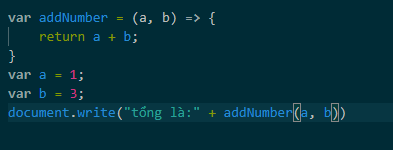 var addNumber = (a, b) => {
    return a + b;
}
var a = 1;
var b = 3;
document.write("tổng là:" + addNumber(a, b))